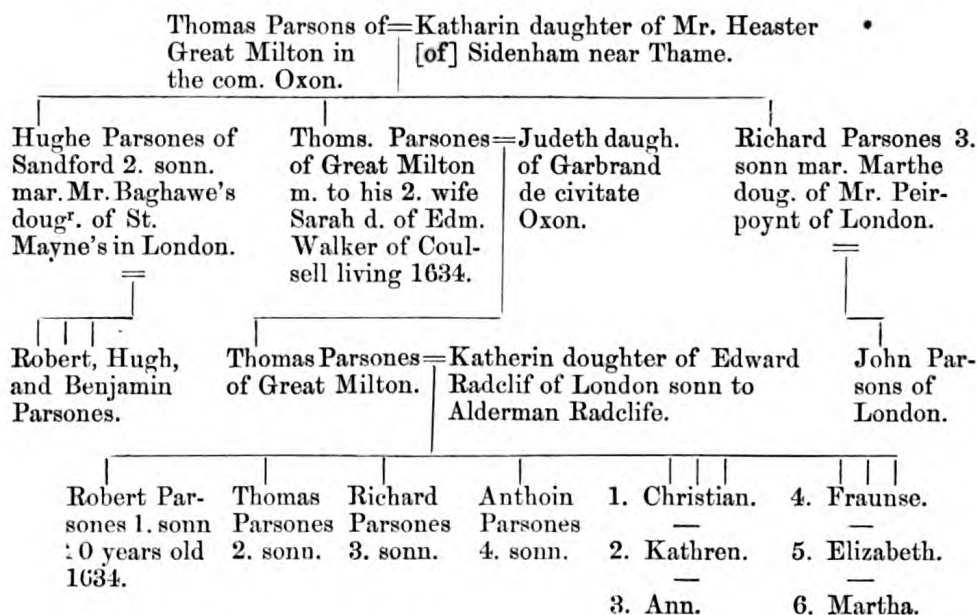 Thomas Parsons of=Katharin daughter of Mr. Heaster
Great Milton in [of] Sidenham near Thame.
the com. Oxon.
Hughe Parsones of
Sandford 2. sonn.
mar. Mr. Baghawe's
dougr. of St.
Mayne's in London.
=
Thoms. Parsones=Judeth daugh.
of Great Milton of Garbrand
m. to his 2. wife de civitate
Sarah d. of Edm. Oxon.
Walker of Coul-
sell living 1634.
Richard Parsones 3.
sonn mar. Marthe
doug. of Mr. Peir-
poynt of London.
=
Robert, Hugh,
and Benjamin
Parsones.
Thomas Parsones=Katherin doughter of Edward
of Great Milton. Radclif of London sonn to
Alderman Radclife.
John Par-
sons of
London.
Robert Par-
sones 1. sonn
0 years old
1634.
Thomas
Parsones
2. sonn.
Richard
Parsones
3. sonn.
Anthoin
Parsones
4. sonn.
1. Christian.
—
2. Kathren.
—
3. Ann.
4. Fraunse.
—
5. Elizabeth.
—
6. Martha.